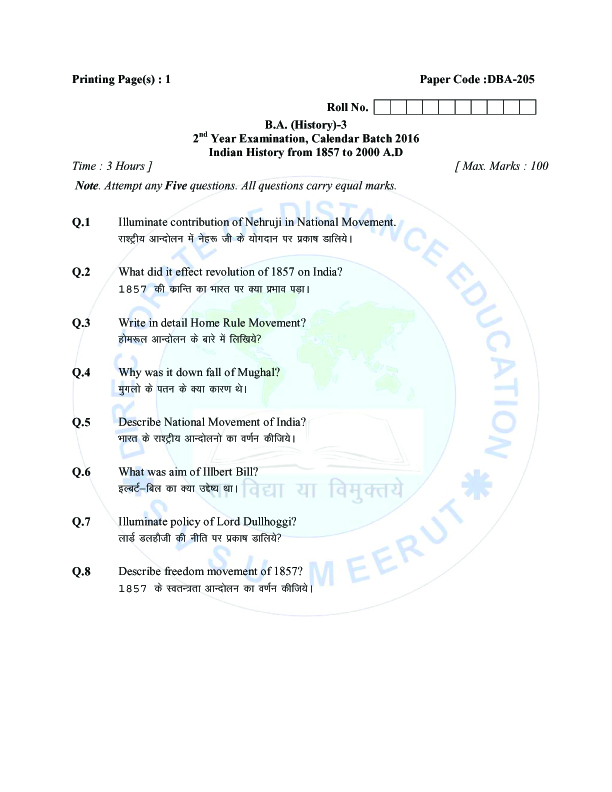 Printing Page(s) : 1 Paper Code :DBA-205
Roll No.
B.A. (History)-3
2nd Year Examination, Calendar Batch 2016
Indian History from 1857 to 2000 A.D
Time : 3 Hours ] [ Max. Marks : 100
Note. Attempt any Five questions. All questions carry equal marks.
Q.1 Illuminate contribution of Nehruji in National Movement.
राश्ट्रीय आन्दोलन में नेहरू जी के योगदान पर प्रकाष डालिये।
Q.2 What did it effect revolution of 1857 on India?
1857 की कान्ति का भारत पर क्या प्रभाव पड़ा।
Q.3 Write in detail Home Rule Movement?
होमरूल आन्दोलन के बारे में लिखिये?
Q.4 Why was it down fall of Mughal?
मुगलो के पतन के क्या कारण थे।
Q.5 Describe National Movement of India?
भारत के राश्ट्रीय आन्दोलनो का वर्णन कीजिये।
Q.6 What was aim of Illbert Bill?
इल्बर्ट–बिल का क्या उद्देष्य था।
Q.7 Illuminate policy of Lord Dullhoggi?
लार्ड डलहौजी की नीति पर प्रकाष डालिये?
Q.8 Describe freedom movement of 1857?
1857 के स्वतन्त्रता आन्दोलन का वर्णन कीजिये।
DIRECTORATE OF DISTANCE EDUCATION
सा विद्या या विमुक्तये
S V S U MEERUT